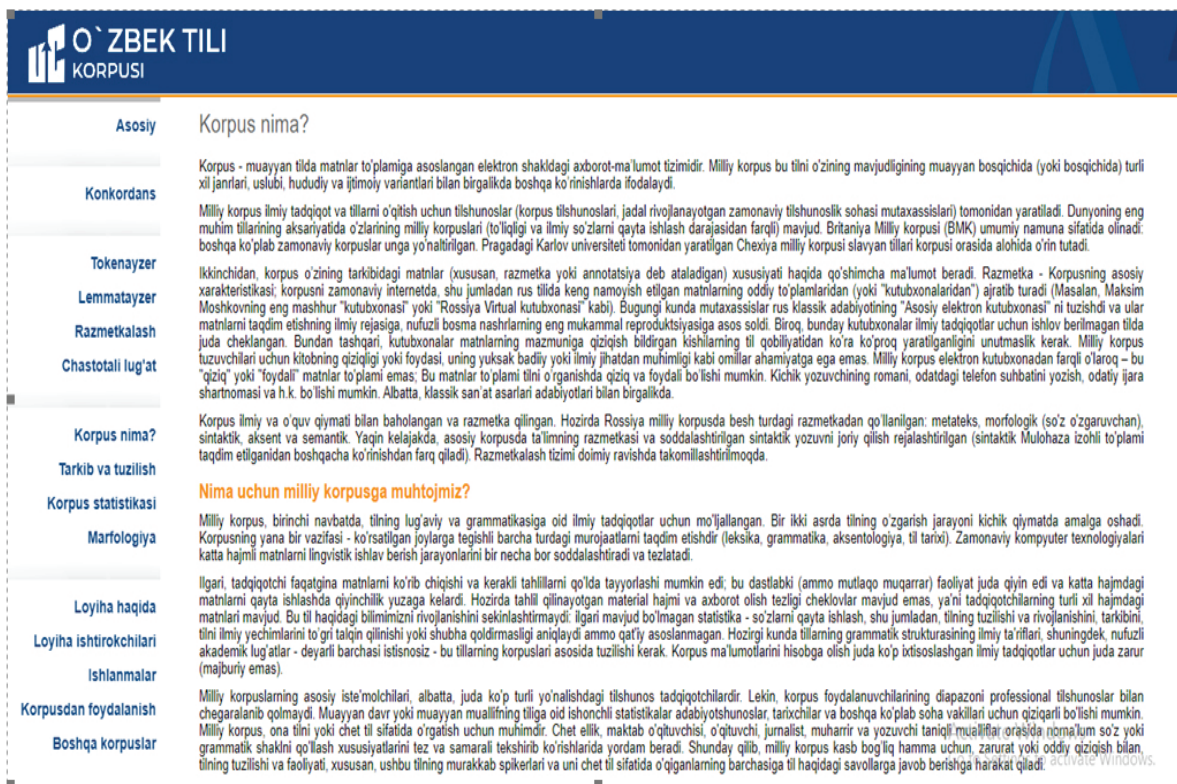 O`ZBEK TILI
KORPUSI
Asosiy
Konkordans
Tokenayzer
Lemmatayzer
Razmetkalash
Chastotali lug'at
Korpus nima?
Tarkib va tuzilish
Korpus statistikasi
Marfologiya
Loyiha haqida
Loyiha ishtirokchilari
Ishlanmalar
Korpusdan foydalanish
Boshqa korpuslar
Korpus nima?
Korpus - muayyan tilda matnlar to'plamiga asoslangan elektron shakldagi axborot-ma'lumot tizimidir. Milliy korpus bu tilni o'zining mavjudligining muayyan bosqichida (yoki bosqichida) turli
xil janrlari, uslubi, hududiy va ijtimoiy variantlari bilan birgalikda boshqa ko'rinishlarda ifodalaydi.
Milliy korpus ilmiy tadqiqot va tillarni o'qitish uchun tilshunoslar (korpus tilshunoslari, jadal rivojlanayotgan zamonaviy tilshunoslik sohasi mutaxassislari) tomonidan yaratiladi. Dunyoning eng
muhim tillarining aksariyatida o'zlarining milliy korpuslari (to'liqligi va ilmiy so'zlarni qayta ishlash darajasidan farqli) mavjud. Britaniya Milliy korpusi (BMK) umumiy namuna sifatida olinadi:
boshqa ko'plab zamonaviy korpuslar unga yo'naltirilgan. Pragadagi Karlov universiteti tomonidan yaratilgan Chexiya milliy korpusi slavyan tillari korpusi orasida alohida o'rin tutadi.
Ikkinchidan, korpus o'zining tarkibidagi matnlar (xususan, razmetka yoki annotatsiya deb ataladigan) xususiyati haqida qo'shimcha ma'lumot beradi. Razmetka - Korpusning asosiy
xarakteristikasi; korpusni zamonaviy internetda, shu jumladan rus tilida keng namoyish etilgan matnlarning oddiy to'plamlaridan (yoki "kutubxonalaridan") ajratib turadi (Masalan, Maksim
Moshkovning eng mashhur "kutubxonasi" yoki "Rossiya Virtual kutubxonasi" kabi). Bugungi kunda mutaxassislar rus klassik adabiyotining "Asosiy elektron kutubxonasi" ni tuzishdi va ular
matnlarni taqdim etishning ilmiy rejasiga, nufuzli bosma nashrlarning eng mukammal reproduktsiyasiga asos soldi. Biroq, bunday kutubxonalar ilmiy tadqiqotlar uchun ishlov berilmagan tilda
juda cheklangan. Bundan tashqari, kutubxonalar matnlarning mazmuniga qiziqish bildirgan kishilarning til qobiliyatidan ko'ra ko'proq yaratilganligini unutmaslik kerak. Milliy korpus
tuzuvchilari uchun kitobning qiziqligi yoki foydasi, uning yuksak badiiy yoki ilmiy jihatdan muhimligi kabi omillar ahamiyatga ega emas. Milliy korpus elektron kutubxonadan farqli o'laroq – bu
"qiziq" yoki "foydali" matnlar to'plami emas; Bu matnlar to'plami tilni o'rganishda qiziq va foydali bo'lishi mumkin. Kichik yozuvchining romani, odatdagi telefon suhbatini yozish, odatiy ijara
shartnomasi va h.k. bo'lishi mumkin. Albatta, klassik san'at asarlari adabiyotlari bilan birgalikda.
Korpus ilmiy va o'quv qiymati bilan baholangan va razmetka qilingan. Hozirda Rossiya milliy korpusda besh turdagi razmetkadan qo'llanilgan: metateks, morfologik (so'z o'zgaruvchan),
sintaktik, aksent va semantik. Yaqin kelajakda, asosiy korpusda ta'limning razmetkasi va soddalashtirilgan sintaktik yozuvni joriy qilish rejalashtirilgan (sintaktik Mulohaza izohli to'plami
taqdim etilganidan boshqacha ko'rinishdan farq qiladi). Razmetkalash tizimi doimiy ravishda takomillashtirilmoqda.
Nima uchun milliy korpusga muhtojmiz?
Milliy korpus, birinchi navbatda, tilning lug'aviy va grammatikasiga oid ilmiy tadqiqotlar uchun mo'ljallangan. Bir ikki asrda tilning o'zgarish jarayoni kichik qiymatda amalga oshadi.
Korpusning yana bir vazifasi - ko'rsatilgan joylarga tegishli barcha turdagi murojaatlarni taqdim etishdir (leksika, grammatika, aksentologiya, til tarixi). Zamonaviy kompyuter texnologiyalari
katta hajmli matnlarni lingvistik ishlav berish jarayonlarini bir necha bor soddalashtiradi va tezlatadi.
Ilgari, tadqiqotchi faqatgina matnlarni ko'rib chiqishi va kerakli tahlillarni qo'lda tayyorlashi mumkin edi; bu dastlabki (ammo mutlaqo muqarrar) faoliyat juda qiyin edi va katta hajmdagi
matnlarni qayta ishlashda qiyinchilik yuzaga kelardi. Hozirda tahlil qilinayotgan material hajmi va axborot olish tezligi cheklovlar mavjud emas, ya'ni tadqiqotchilarning turli xil hajmdagi
matnlari mavjud. Bu til haqidagi bilimimizni rivojlanishini sekinlashtirmaydi: ilgari mavjud bo'lmagan statistika - so'zlarni qayta ishlash, shu jumladan, tilning tuzilishi va rivojlanishini, tarkibini,
tilni ilmiy yechimlarini to'gri talqin qilinishi yoki shubha qoldirmasligi aniqlaydi ammo qat'iy asoslanmagan. Hozirgi kunda tillarning grammatik strukturasining ilmiy ta'riflari, shuningdek, nufuzli
akademik lug'atlar - deyarli barchasi istisnosiz - bu tillarning korpuslari asosida tuzilishi kerak. Korpus ma'lumotlarini hisobga olish juda ko'p ixtisoslashgan ilmiy tadqiqotlar uchun juda zarur
(majburiy emas).
Milliy korpuslarning asosiy iste'molchilari, albatta, juda ko'p turli yo'nalishdagi tilshunos tadqiqotchilardir. Lekin, korpus foydalanuvchilarining diapazoni professional tilshunoslar bilan
chegaralanib qolmaydi. Muayyan davr yoki muayyan muallifning tiliga oid ishonchli statistikalar adabiyotshunoslar, tarixchilar va boshqa ko'plab soha vakillari uchun qiziqarli bo'lishi mumkin.
Milliy korpus, ona tilni yoki chet til sifatida o'rgatish uchun muhimdir. Chet ellik, maktab o'qituvchisi, o'qituvchi, jurnalist, muharrir va yozuvchi taniqli mualliflar orasida noma'lum so'z yoki
grammatik shaklni qo'llash xususiyatlarini tez va samarali tekshirib ko'rishlarida yordam beradi. Shunday qilib, milliy korpus kasb bog'liq hamma uchun, zarurat yoki oddiy qiziqish bilan,
tilning tuzilishi va faoliyati, xususan, ushbu tilning murakkab spikerlari va uni chet til sifatida o'qiganlarning barchasiga til haqidagi savollarga javob berishga harakat qiladi.
activate Windows.